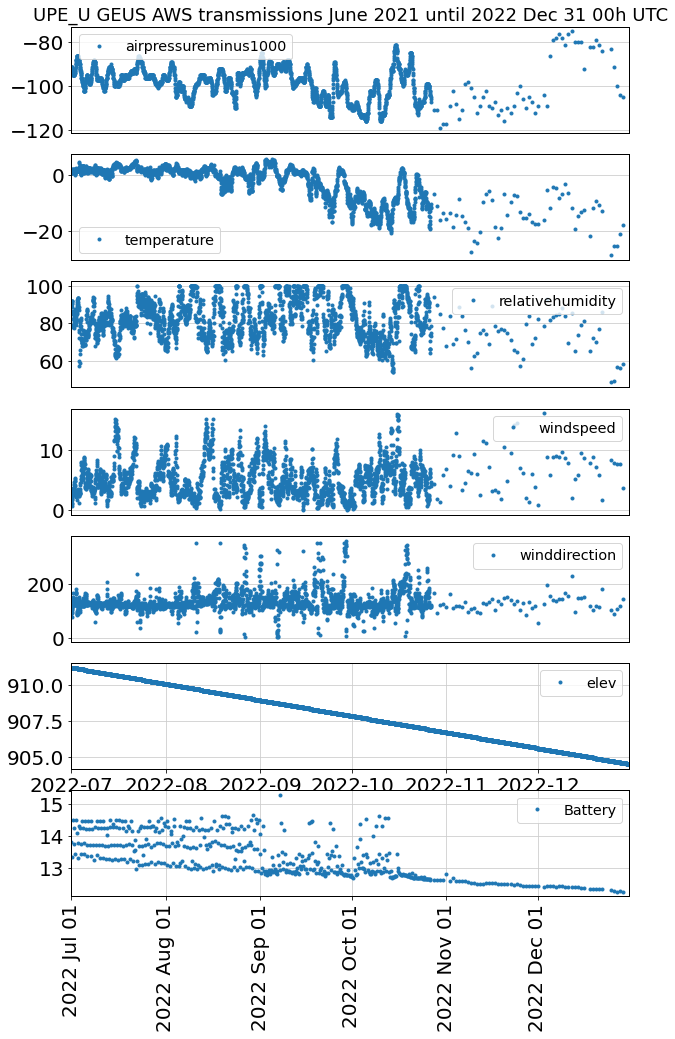 UPE_U GEUS AWS transmissions June 2021 until 2022 Dec 31 00h UTC
−80
−100
−120
airpressureminus1000
0
−20
temperature
100
80
60
relativehumidity
10
0
windspeed
200
0
winddirection
910.0
907.5
905.0
elev
2022-07 2022-08 2022-09 2022-10 2022-11 2022-12
15
14
13
Battery
2022 Jul 01
2022 Aug 01
2022 Sep 01
2022 Oct 01
2022 Nov 01
2022 Dec 01